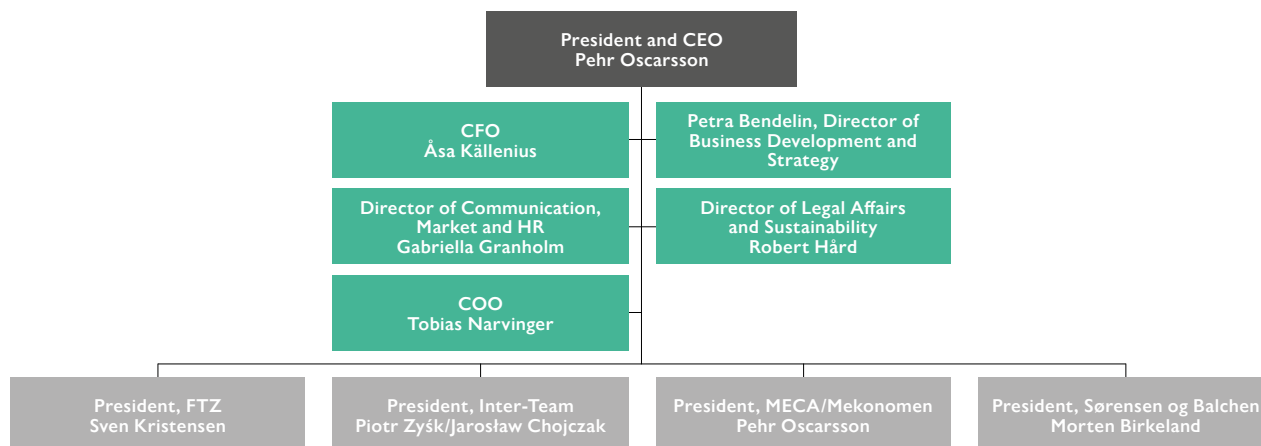 President and CEO
Pehr Oscarsson
CFO
Åsa Källenius
Petra Bendelin, Director of
Business Development and
Strategy
Director of Communication,
Market and HR
Gabriella Granholm
Director of Legal Affairs
and Sustainability
Robert Hård
COO
Tobias Narvinger
President, FTZ
Sven Kristensen
President, Inter-Team
Piotr Zyśk/Jarosław Chojczak
President, MECA/Mekonomen
Pehr Oscarsson
President, Sørensen og Balchen
Morten Birkeland